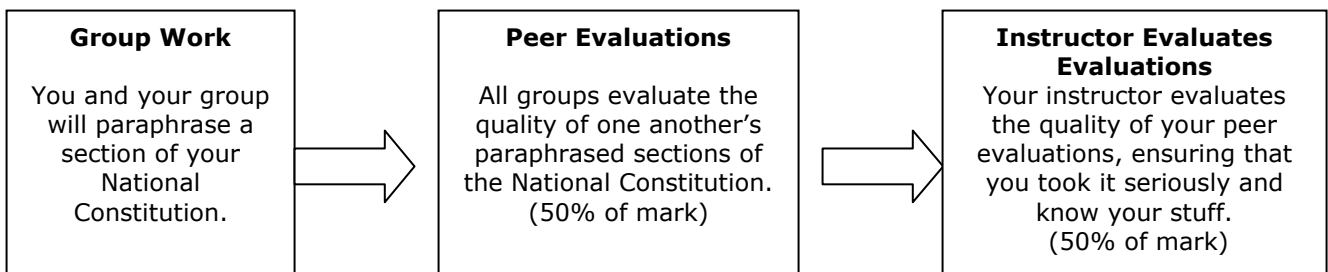 Group Work
You and your group
will paraphrase a
section of your
National
Constitution.
Peer Evaluations
All groups evaluate the
quality of one another’s
paraphrased sections of
the National Constitution.
(50% of mark)
Instructor Evaluates
Evaluations
Your instructor evaluates
the quality of your peer
evaluations, ensuring that
you took it seriously and
know your stuff.
(50% of mark)